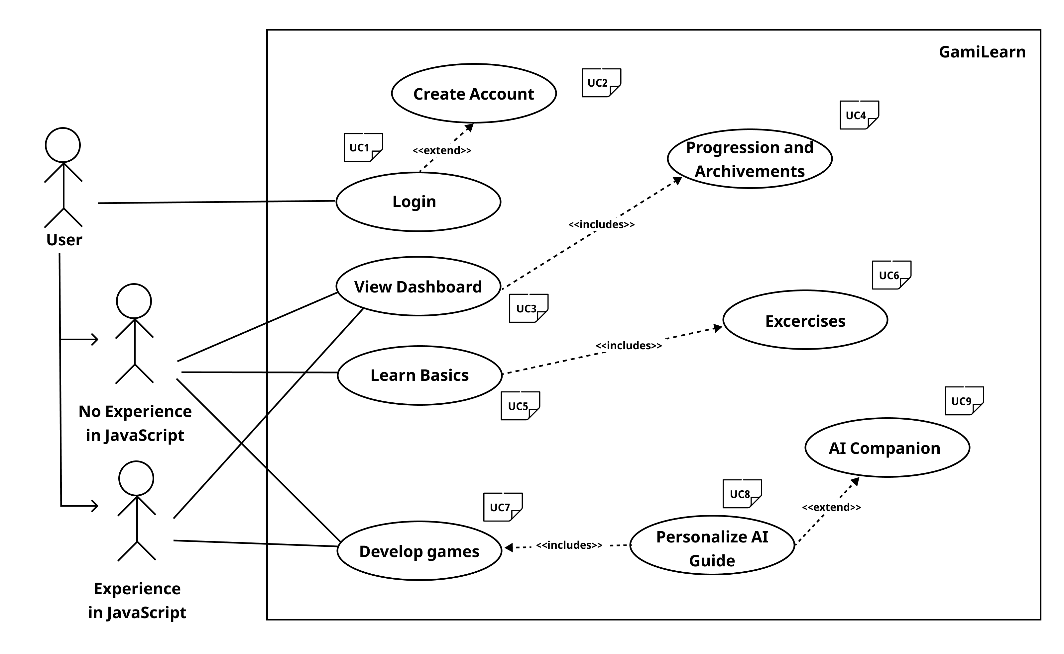 GamiLearn
Create Account
UC2
UC4
UC1
<<extend>>
Progression and
Archivements
Login
<<includes>>
User
View Dashboard
UC3
UC6
Excercises
<<includes>>
Learn Basics
UC5
No Experience
in JavaScript
UC9
AI Companion
UC7
UC8
<<extend>>
Develop games
<<includes>>
Personalize AI
Guide
Experience
in JavaScript